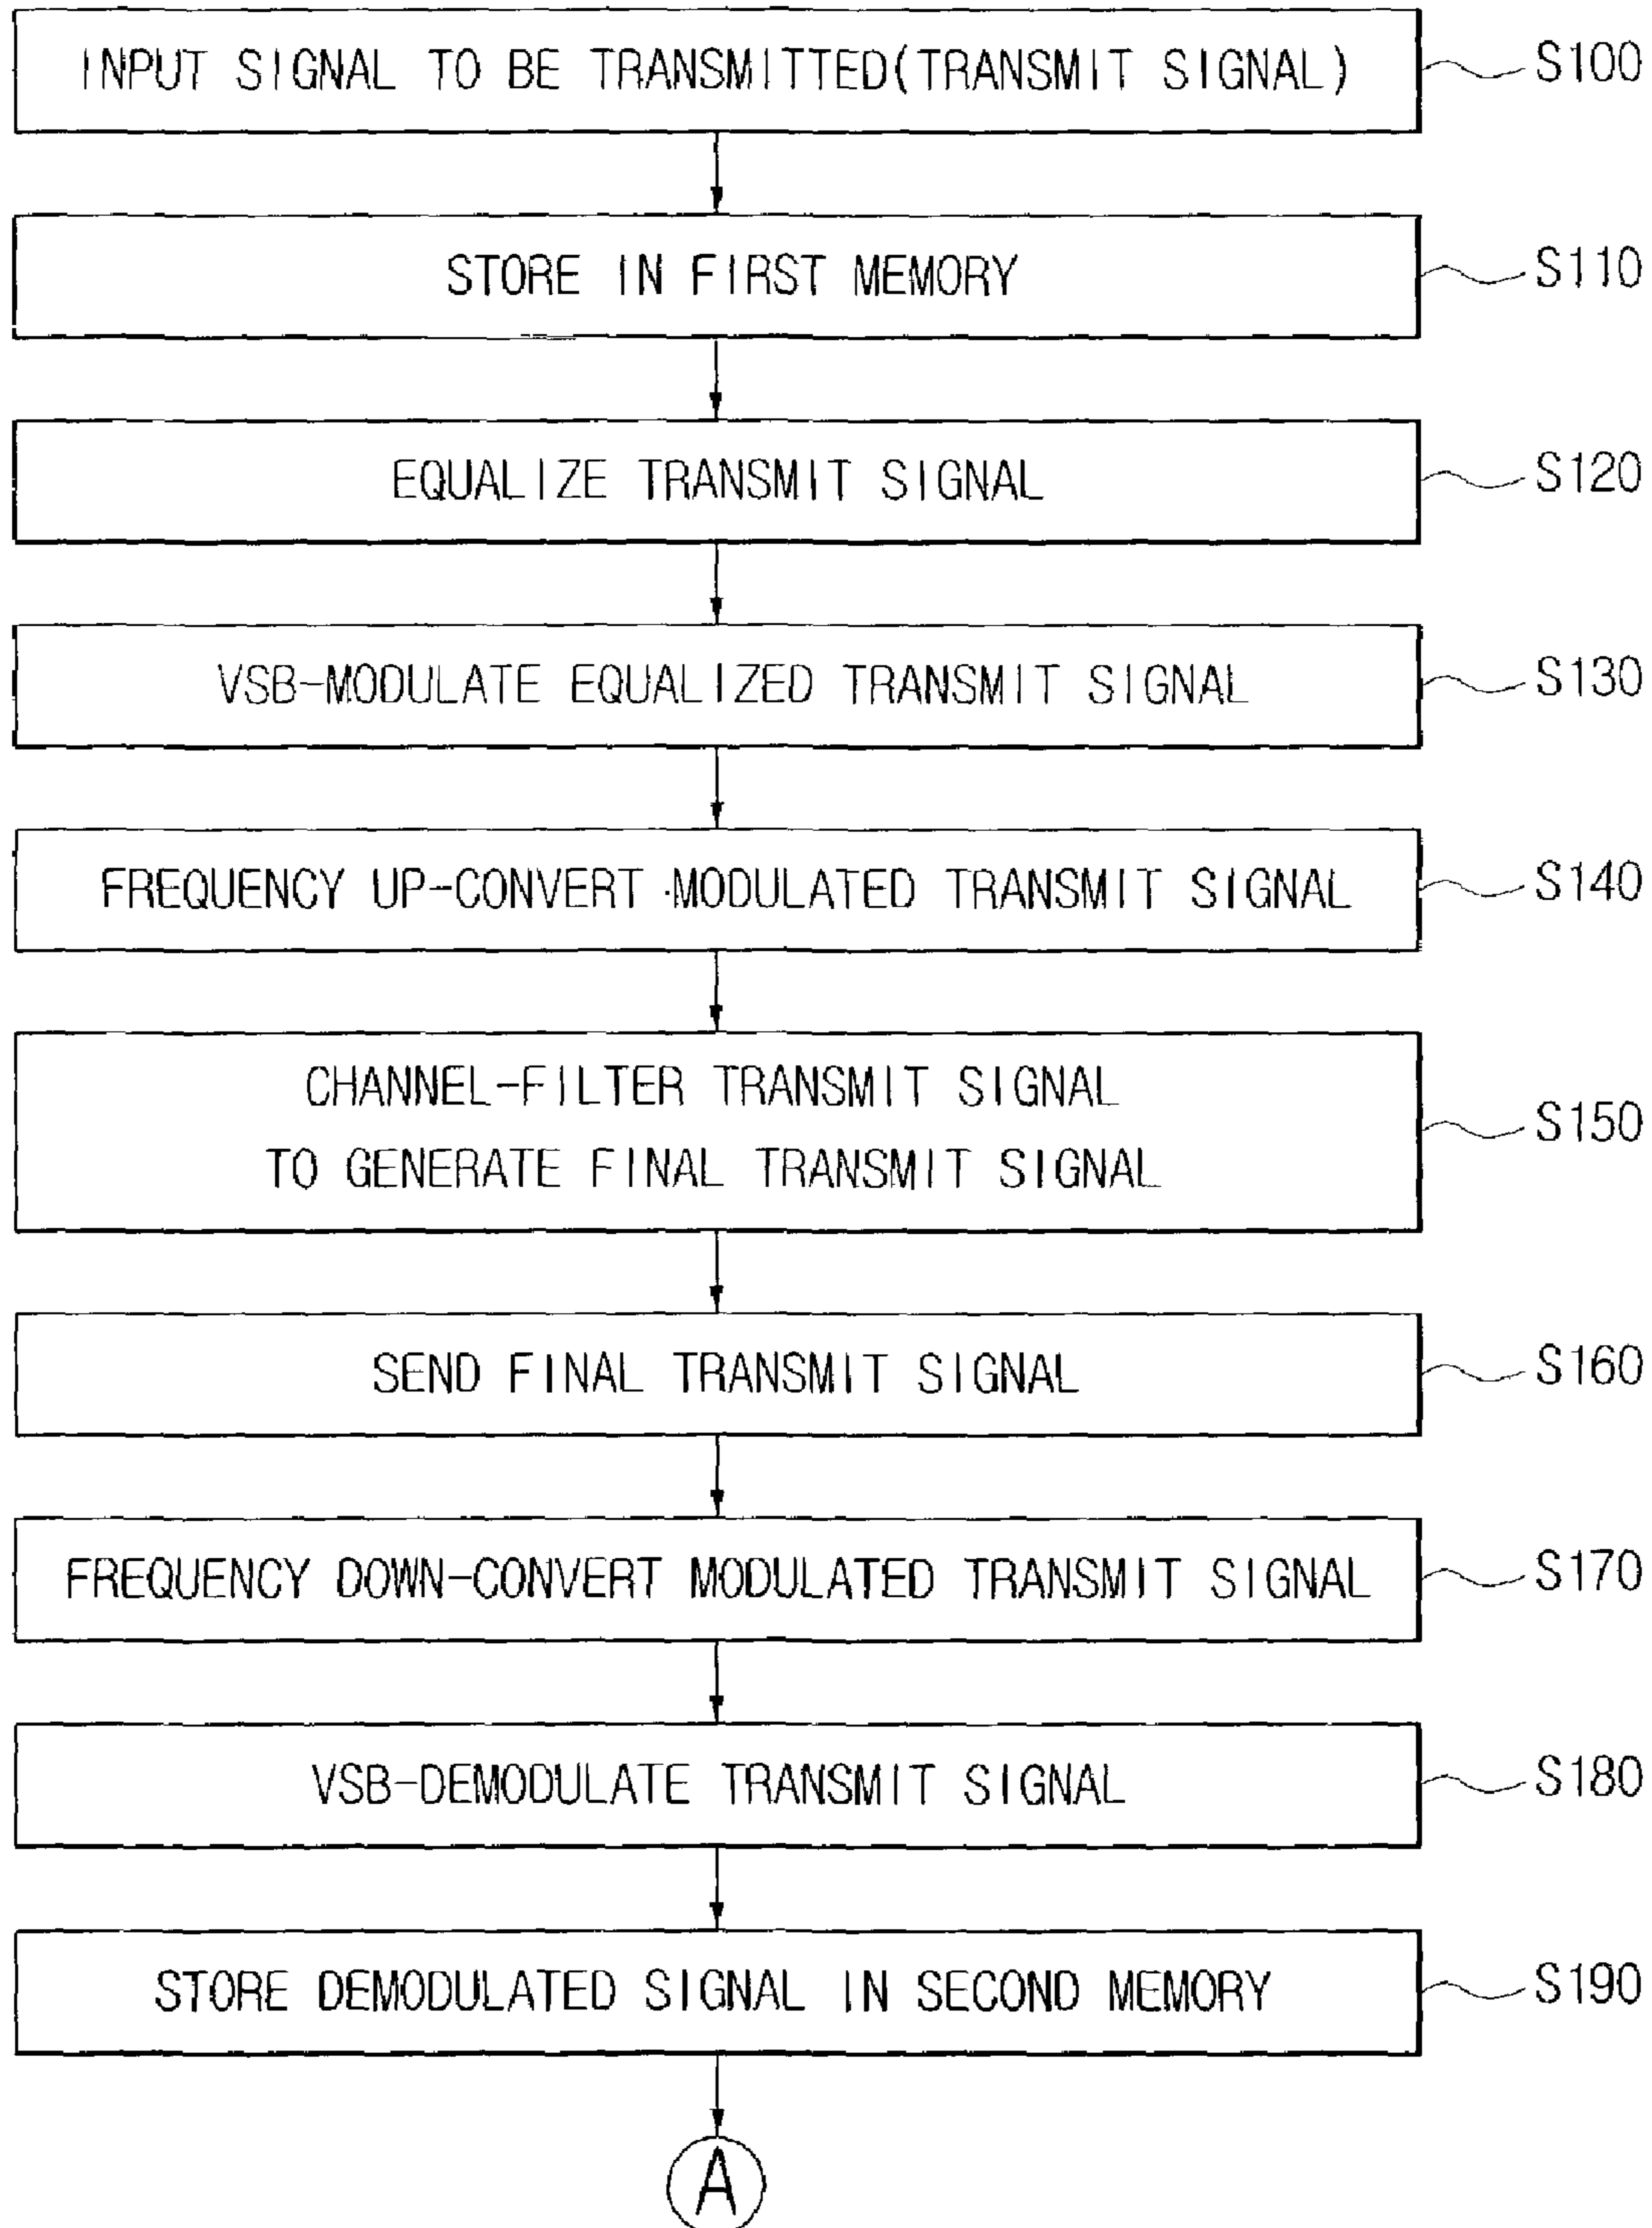 INPUT SIGNAL TO BE TRANSMITTED(TRANSMIT SIGNAL)
S100
STORE IN FIRST MEMORY
S110
EQUALIZE TRANSMIT SIGNAL
S120
VSB-MODULATE EQUALIZED TRANSMIT SIGNAL
S130
FREQUENCY UP-CONVERT MODULATED TRANSMIT SIGNAL
S140
CHANNEL-FILTER TRANSMIT SIGNAL
TO GENERATE FINAL TRANSMIT SIGNAL
S150
SEND FINAL TRANSMIT SIGNAL
S160
FREQUENCY DOWN-CONVERT MODULATED TRANSMIT SIGNAL
S170
VSB-DEMODULATE TRANSMIT SIGNAL
S180
STORE DEMODULATED SIGNAL IN SECOND MEMORY
S190
A